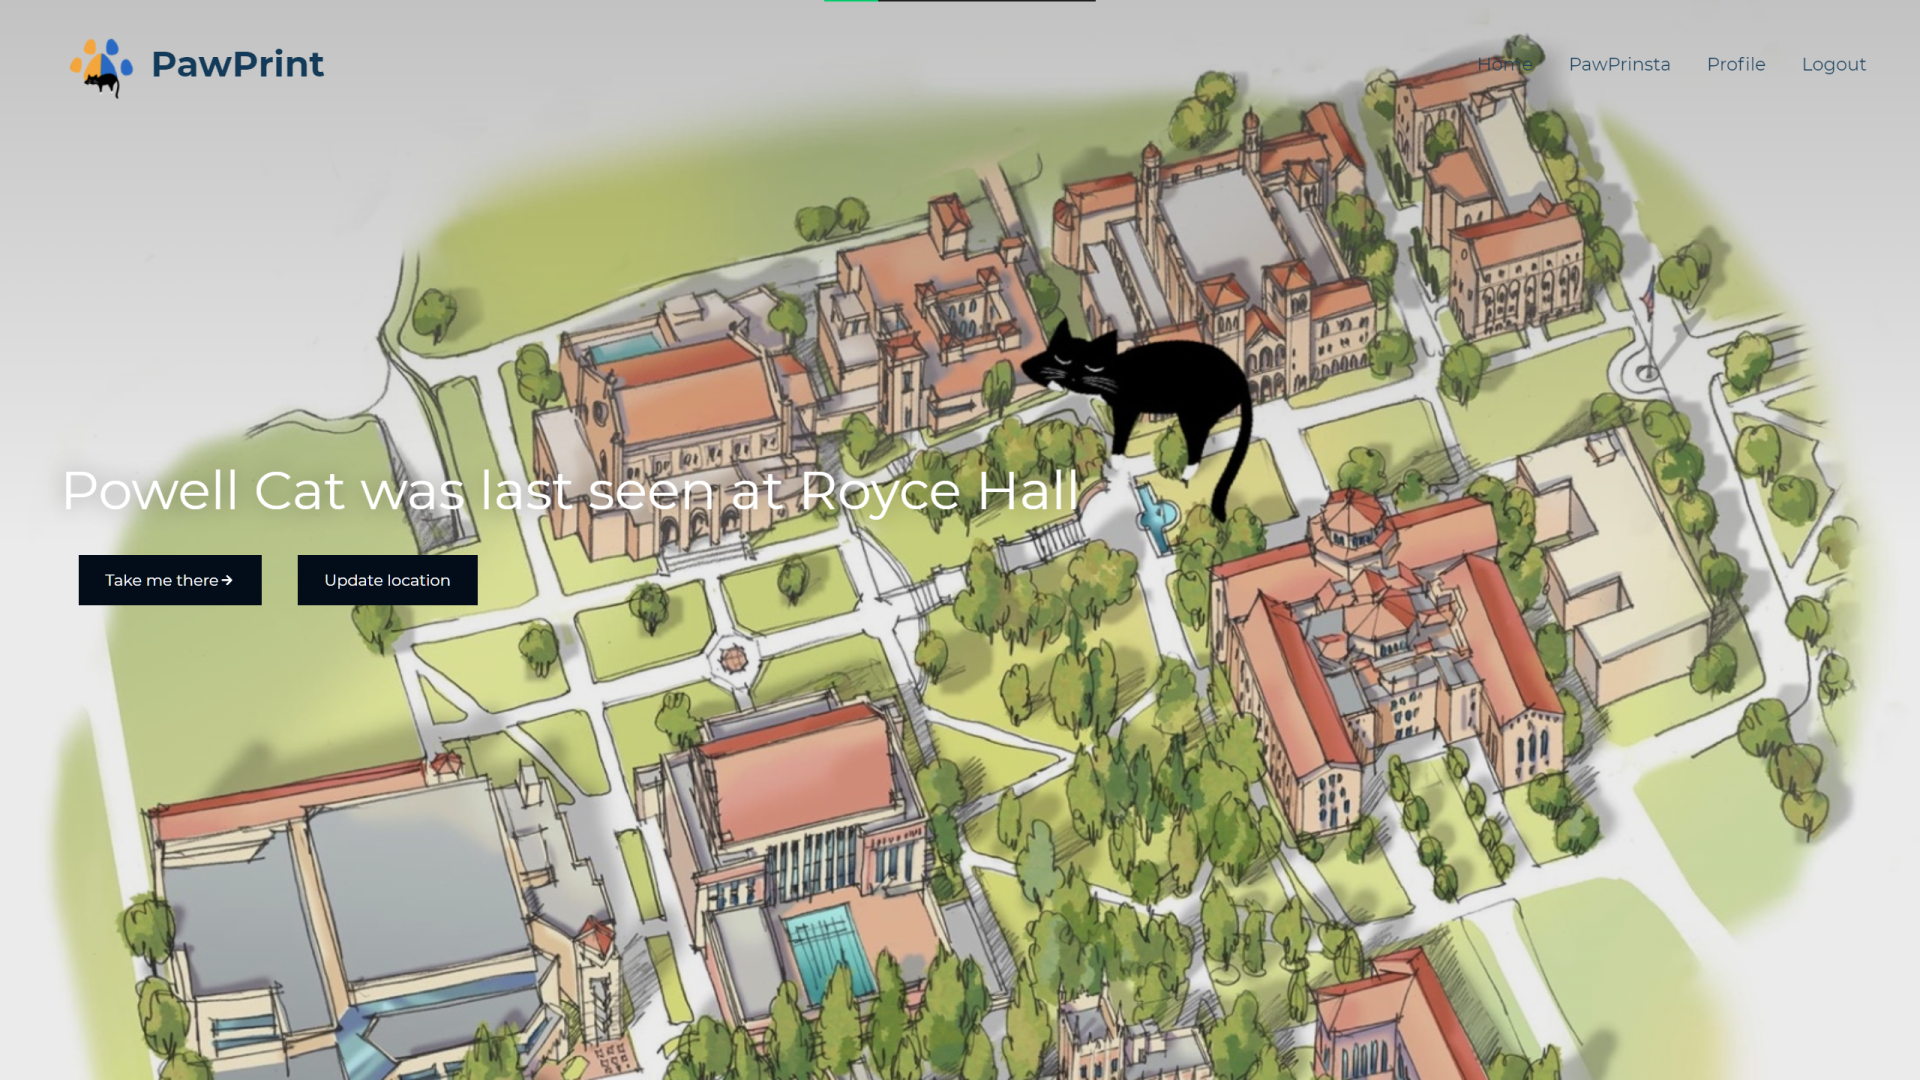 PawPrint
Home PawPrinsta Profile Logout
Powell Cat was last seen at Royce Hall
Take me there→ Update location